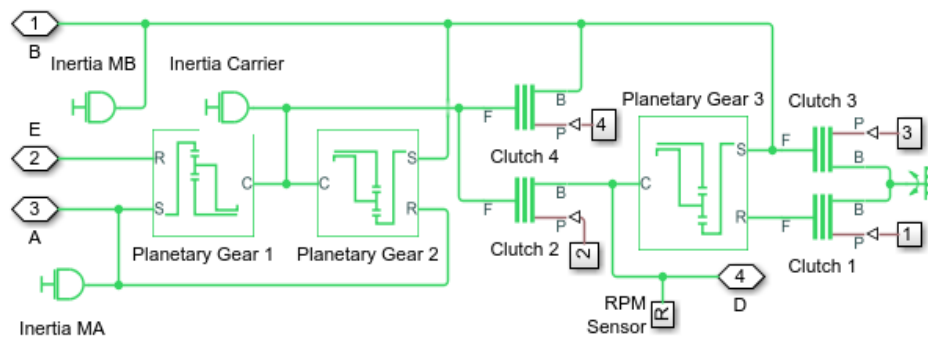 1
B
Inertia MB
Inertia Carrier
B
F
P
4
Clutch 4
Planetary Gear 3
Clutch 3
P
3
F
B
E
2
R
S
C
Planetary Gear 1
C
S
R
Planetary Gear 2
3
A
F
B
P
2
Clutch 2
C
S
R
F
B
P
1
Clutch 1
4
D
RPM
Sensor
R
Inertia MA